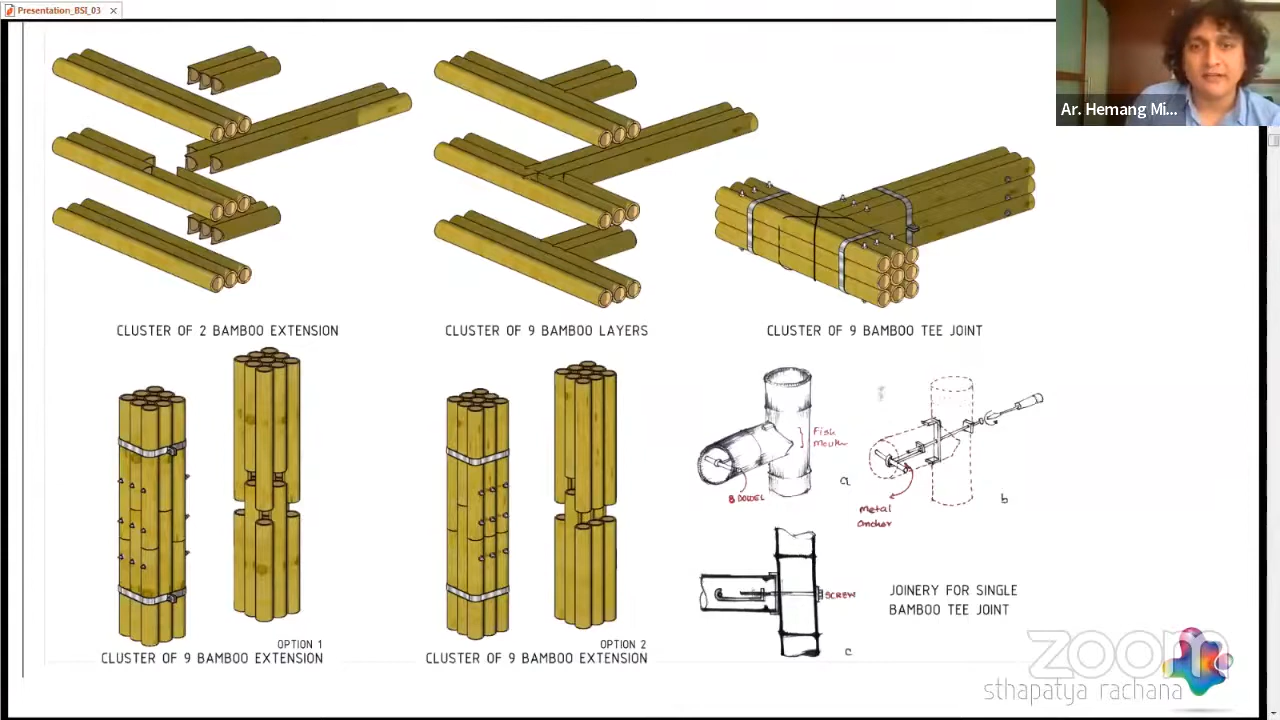 Presentation_BSI_03
Ar. Hemang Mi...
CLUSTER OF 2 BAMBOO EXTENSION
CLUSTER OF 9 BAMBOO LAYERS
CLUSTER OF 9 BAMBOO TEE JOINT
Fish
Mouth
a
b
Metal
Anchor
OPTION 1
CLUSTER OF 9 BAMBOO EXTENSION
OPTION 2
CLUSTER OF 9 BAMBOO EXTENSION
SCREW
c
JOINERY FOR SINGLE
BAMBOO TEE JOINT
zoom
sthapatya rachana